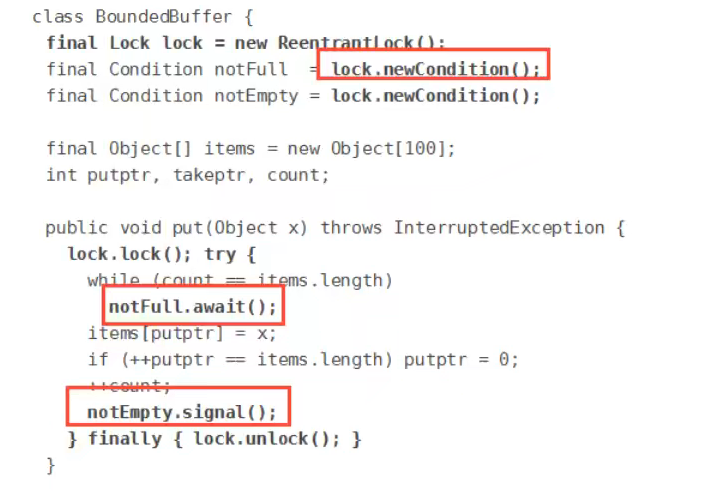 class BoundedBuffer {
final Lock lock = new ReentrantLock();
final Condition notFull = lock.newCondition();
final Condition notEmpty = lock.newCondition();
final Object[] items = new Object[100];
int putptr, takeptr, count;
public void put(Object x) throws InterruptedException {
lock.lock(); try {
while (count == items.length)
notFull.await();
items[putptr] = x;
if (++putptr == items.length) putptr = 0;
++count;
notEmpty.signal();
} finally { lock.unlock(); }
}